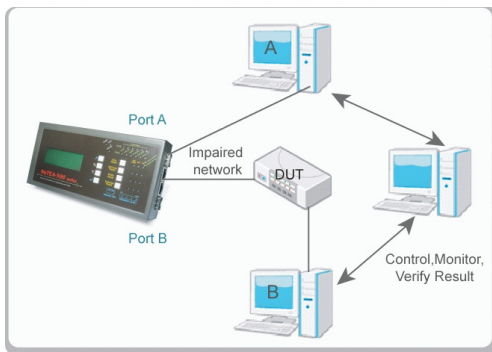 A
Port A
Impaired
network
DUT
Port B
B
Control,Monitor,
Verify Result